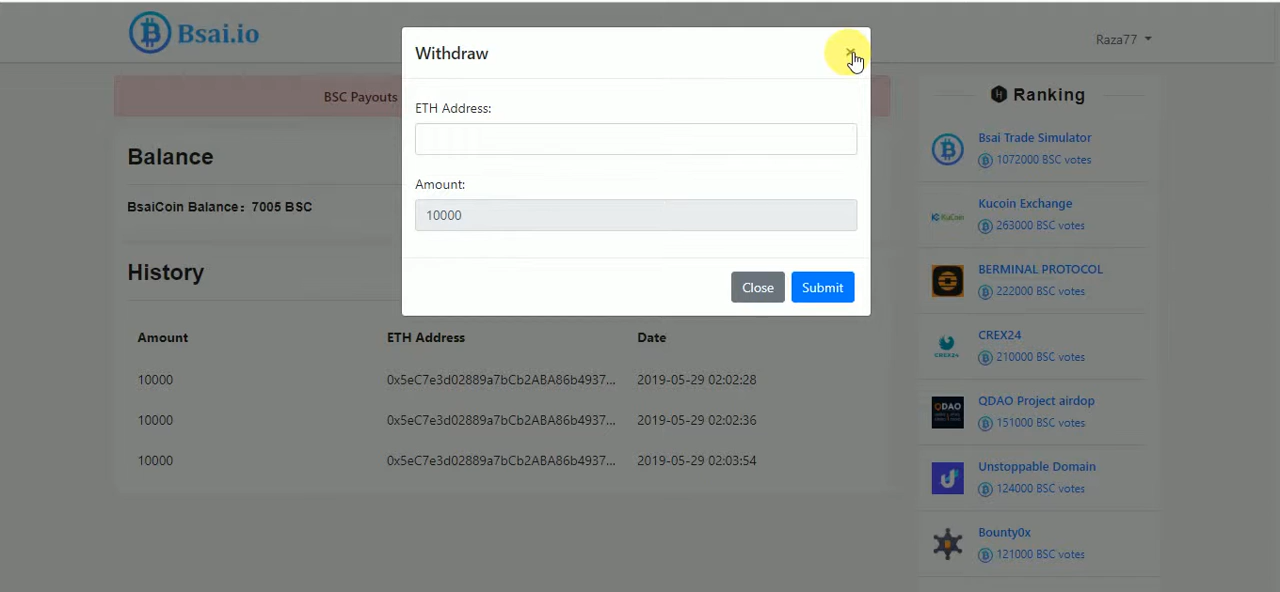 Bsai.io
Raza77
Withdraw
ETH Address:
Amount:
10000
Close
Submit
BSC Payouts
Balance
BsaiCoin Balance: 7005 BSC
History
Amount ETH Address Date
10000 0x5eC7e3d02889a7bCb2ABA86b4937... 2019-05-29 02:02:28
10000 0x5eC7e3d02889a7bCb2ABA86b4937... 2019-05-29 02:02:36
10000 0x5eC7e3d02889a7bCb2ABA86b4937... 2019-05-29 02:03:54
Ranking
Bsai Trade Simulator
1072000 BSC votes
KuCoin
Kucoin Exchange
263000 BSC votes
BERMINAL PROTOCOL
222000 BSC votes
CREX24
CREX24
210000 BSC votes
QDAO
QDAO Project airdop
151000 BSC votes
Unstoppable Domain
124000 BSC votes
Bounty0x
121000 BSC votes